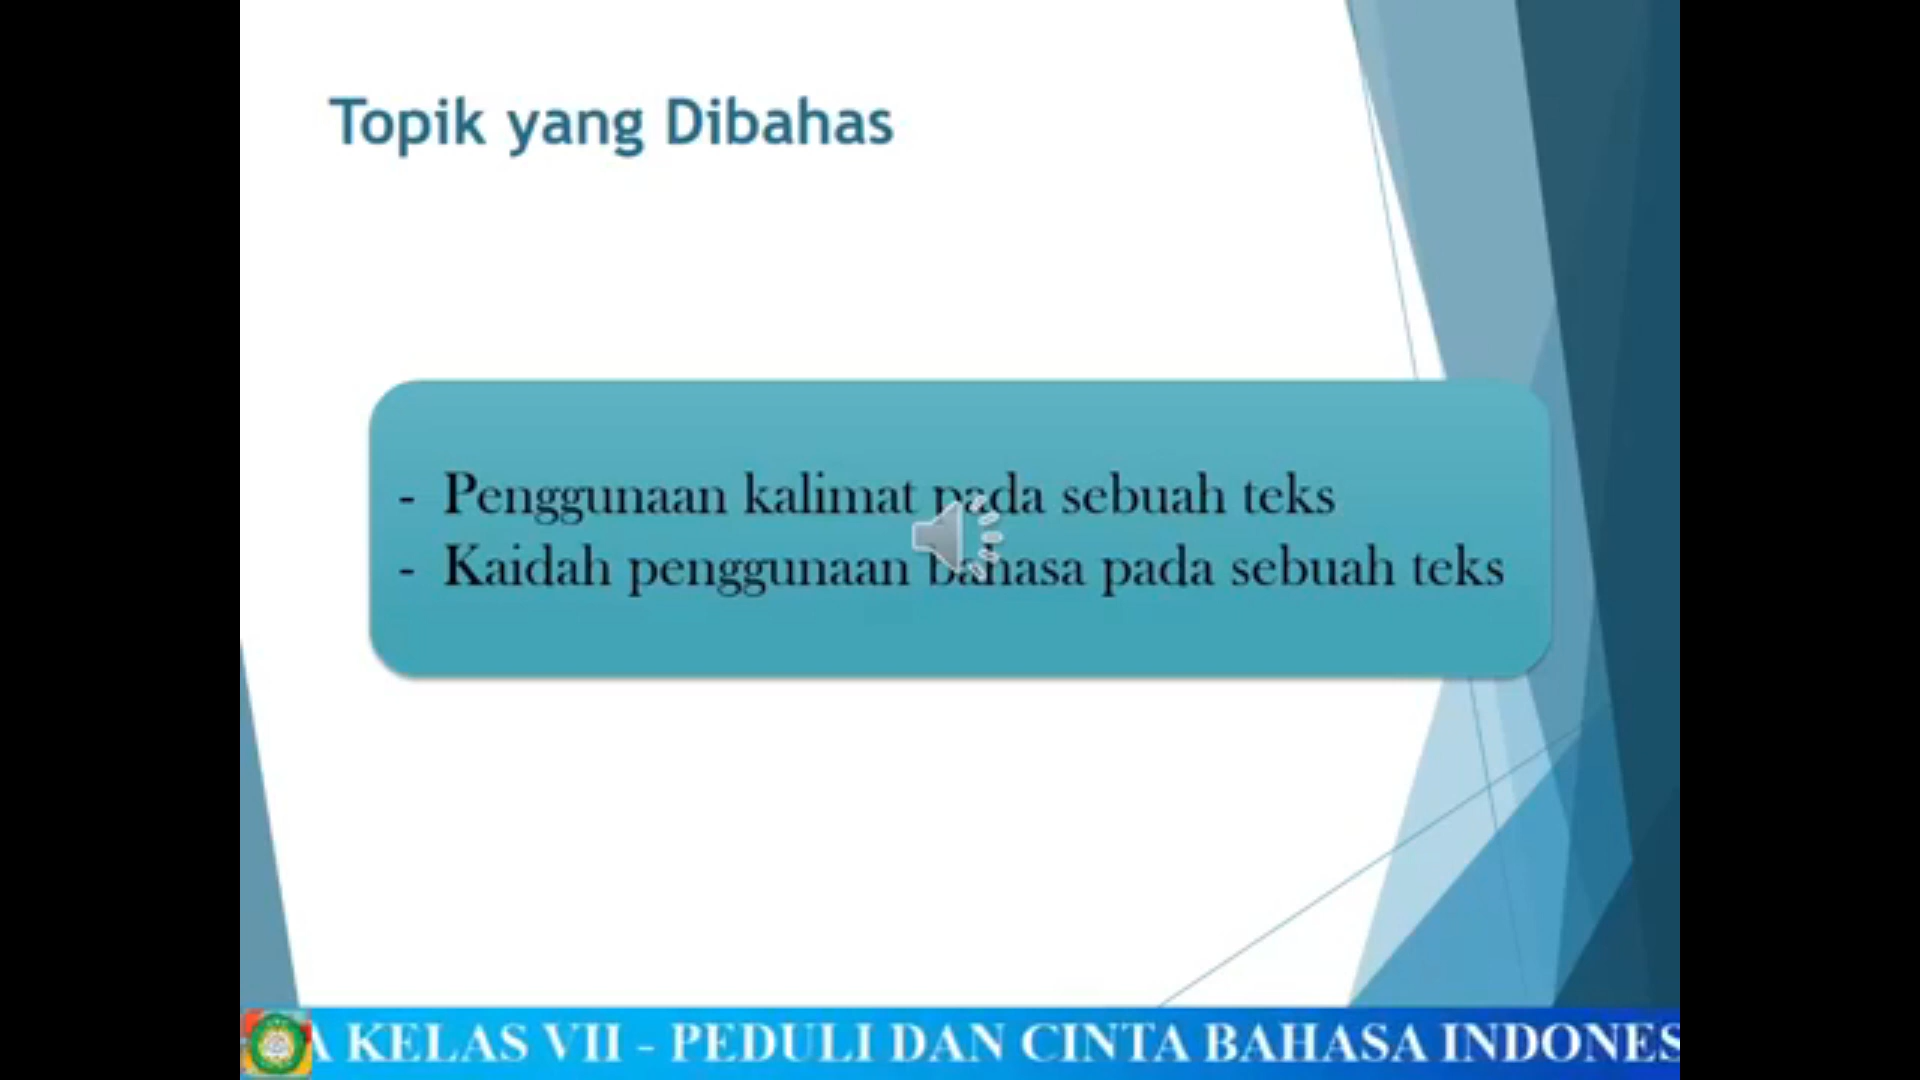 Topik yang Dibahas
- Penggunaan kalimat pada sebuah teks
- Kaidah penggunaan bahasa pada sebuah teks
A KELAS VII - PEDULI DAN CINTA BAHASA INDONES